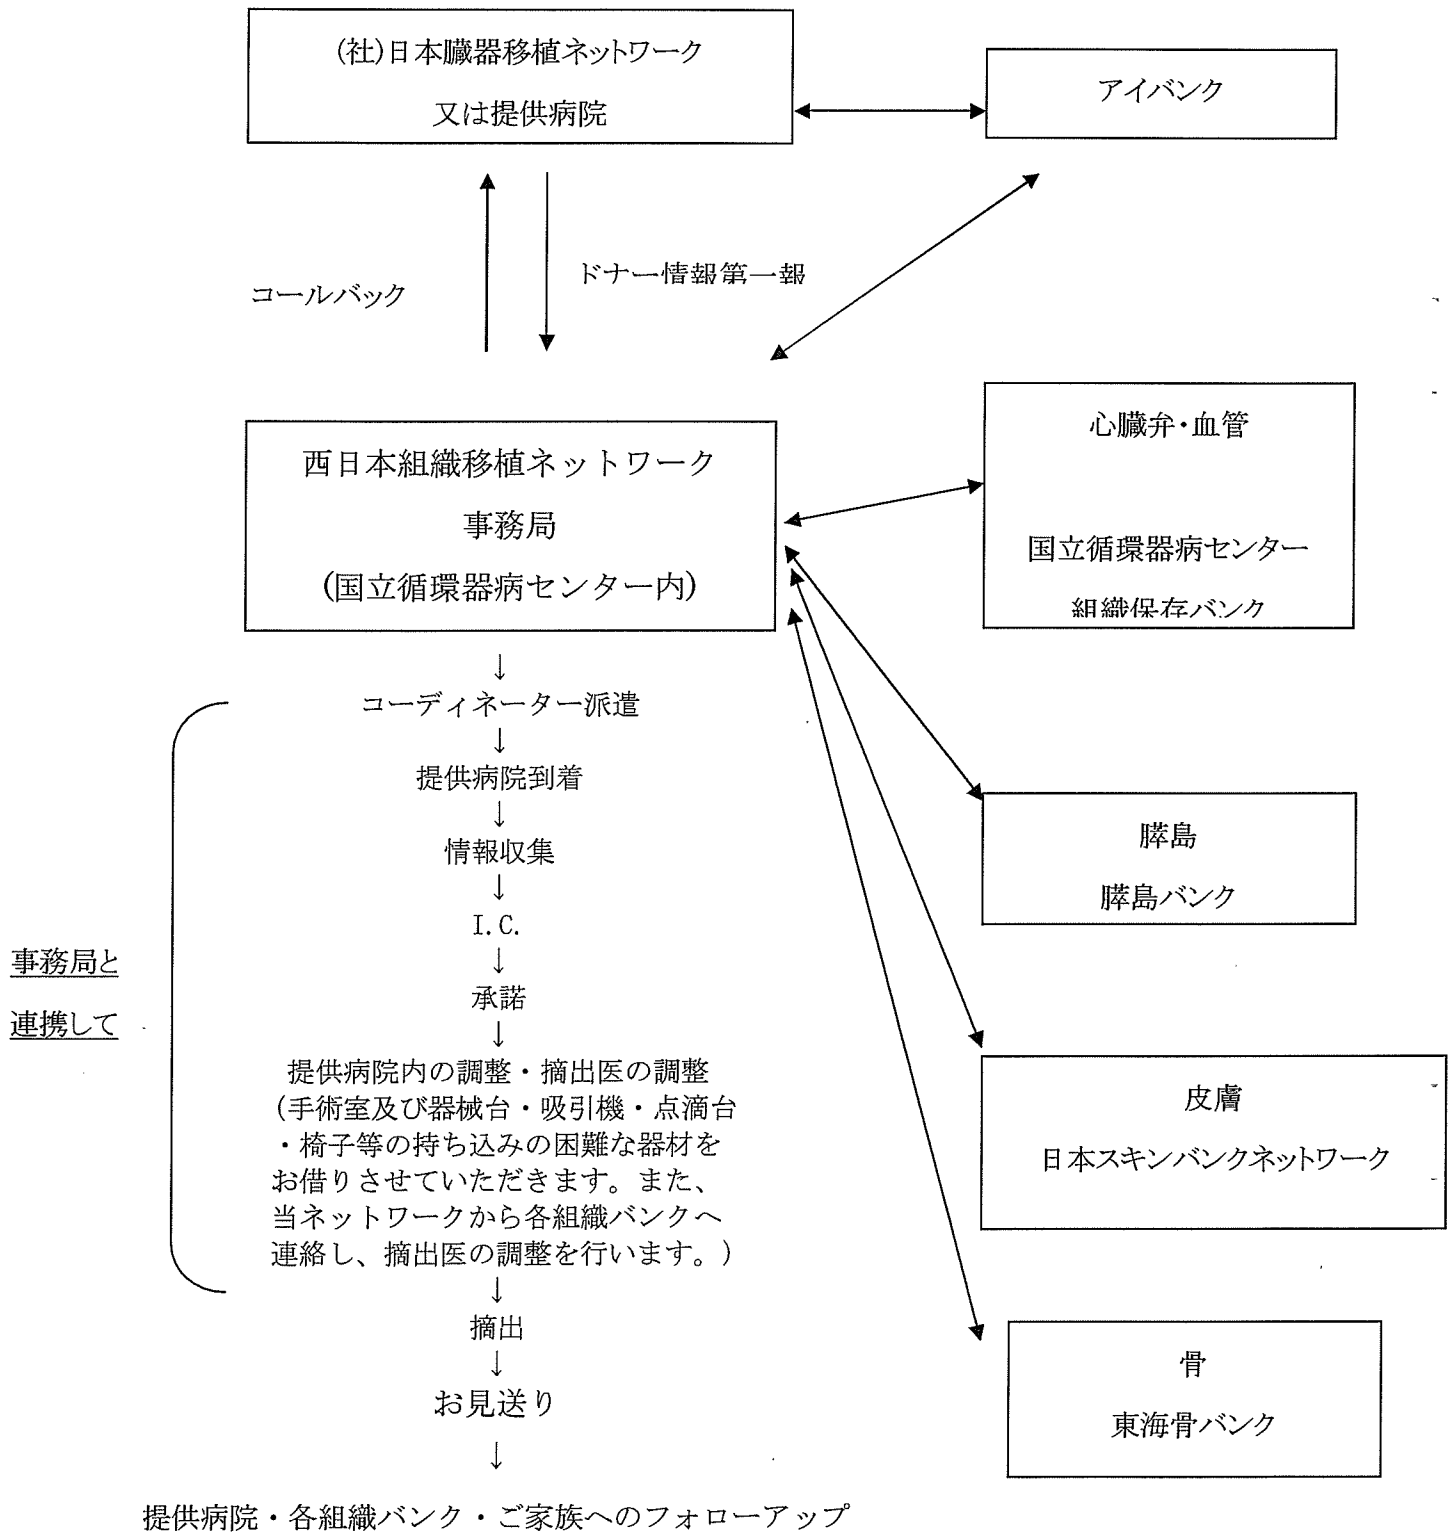 (社)日本臓器移植ネットワーク
又は提供病院
アイバンク
コールバック
ドナー情報第一報
西日本組織移植ネットワーク
事務局
(国立循環器病センター内)
心臓弁・血管
国立循環器病センター
組織保存バンク
膵島
膵島バンク
皮膚
日本スキンバンクネットワーク
骨
東海骨バンク
事務局と
連携して
↓
コーディネーター派遣
↓
提供病院到着
↓
情報収集
↓
I.C.
↓
承諾
↓
提供病院内の調整・摘出医の調整
(手術室及び器械台・吸引機・点滴台
・椅子等の持ち込みの困難な器材を
お借りさせていただきます。また、
当ネットワークから各組織バンクへ
連絡し、摘出医の調整を行います。)
↓
摘出
↓
お見送り
↓
提供病院・各組織バンク・ご家族へのフォローアップ